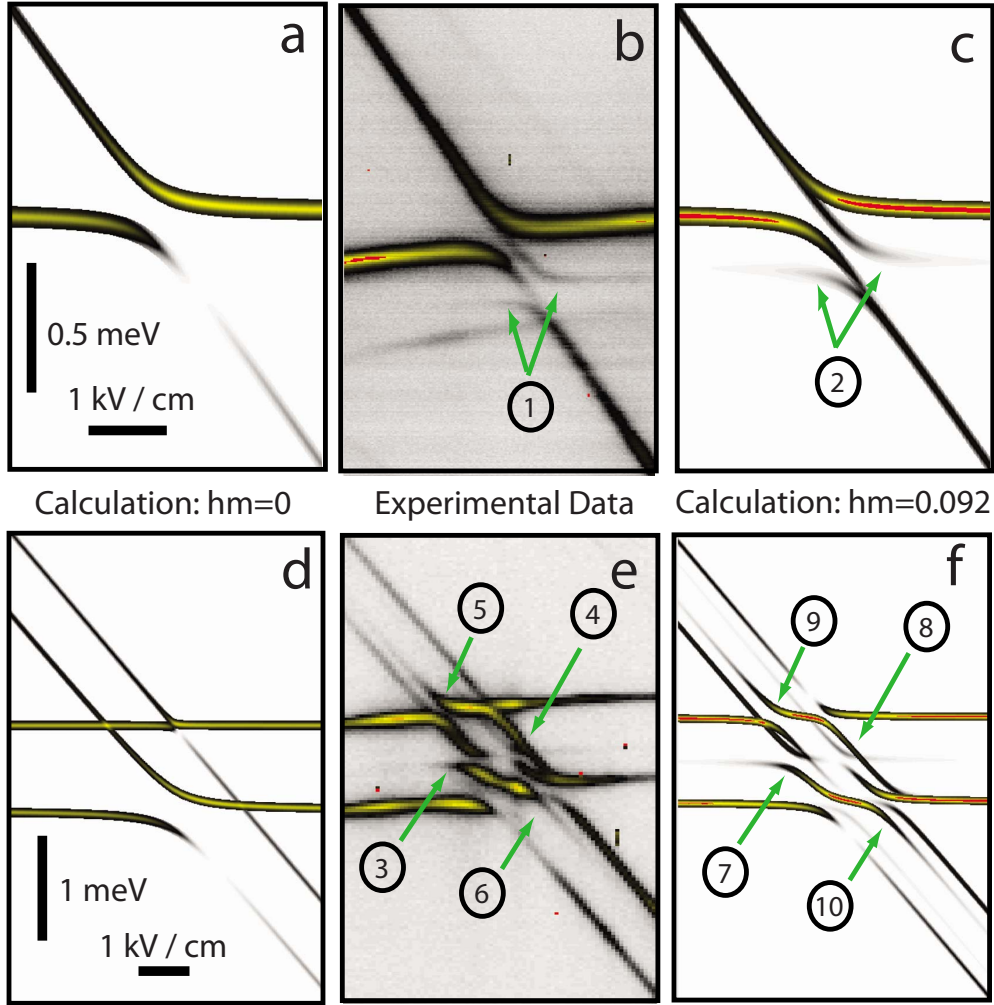 a
b
c
0.5 meV
1 kV / cm
1
2
Calculation: hm=0
Experimental Data
Calculation: hm=0.092
d
e
f
5
4
9
8
3
6
7
10
1 meV
1 kV / cm